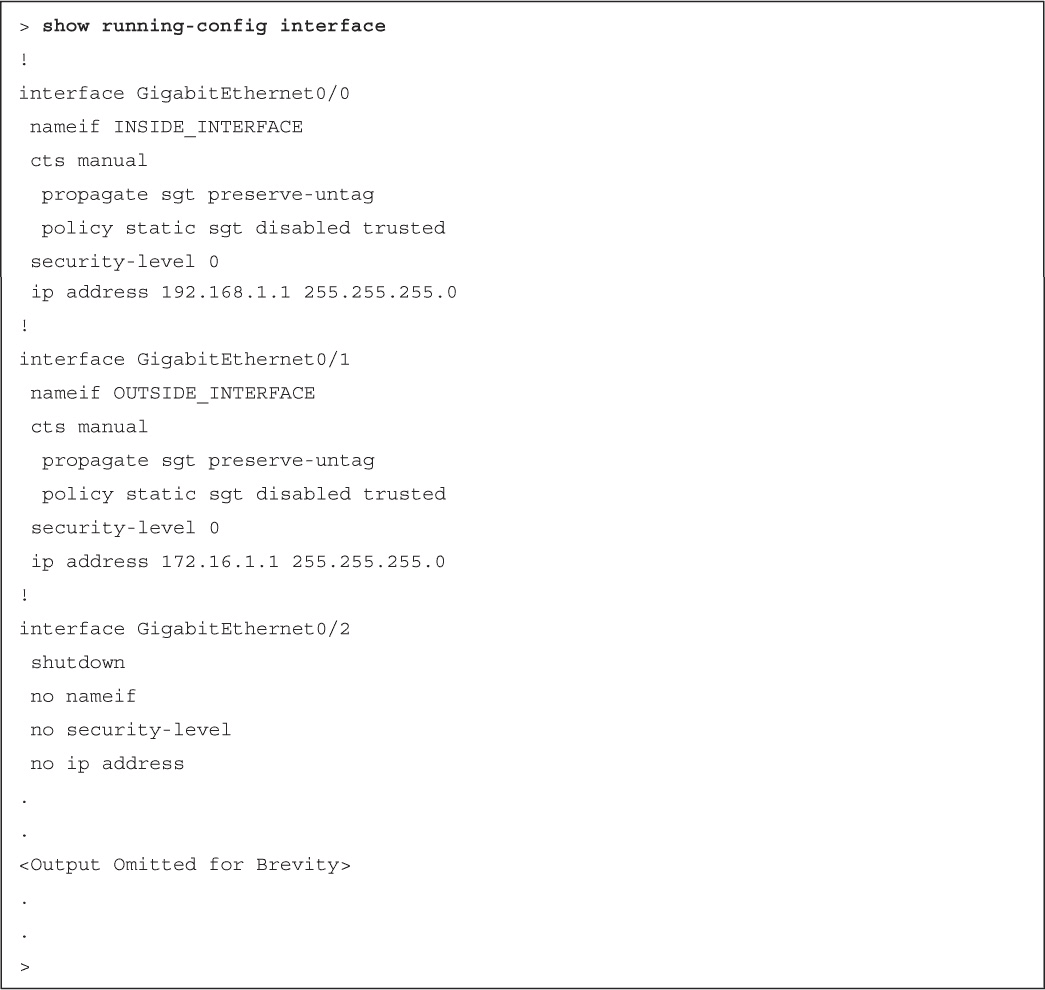 > show running-config interface
!
interface GigabitEthernet0/0
nameif INSIDE_INTERFACE
cts manual
propagate sgt preserve-untag
policy static sgt disabled trusted
security-level 0
ip address 192.168.1.1 255.255.255.0
!
interface GigabitEthernet0/1
nameif OUTSIDE_INTERFACE
cts manual
propagate sgt preserve-untag
policy static sgt disabled trusted
security-level 0
ip address 172.16.1.1 255.255.255.0
!
interface GigabitEthernet0/2
shutdown
no nameif
no security-level
no ip address
.
.
<Output Omitted for Brevity>
.
.
>